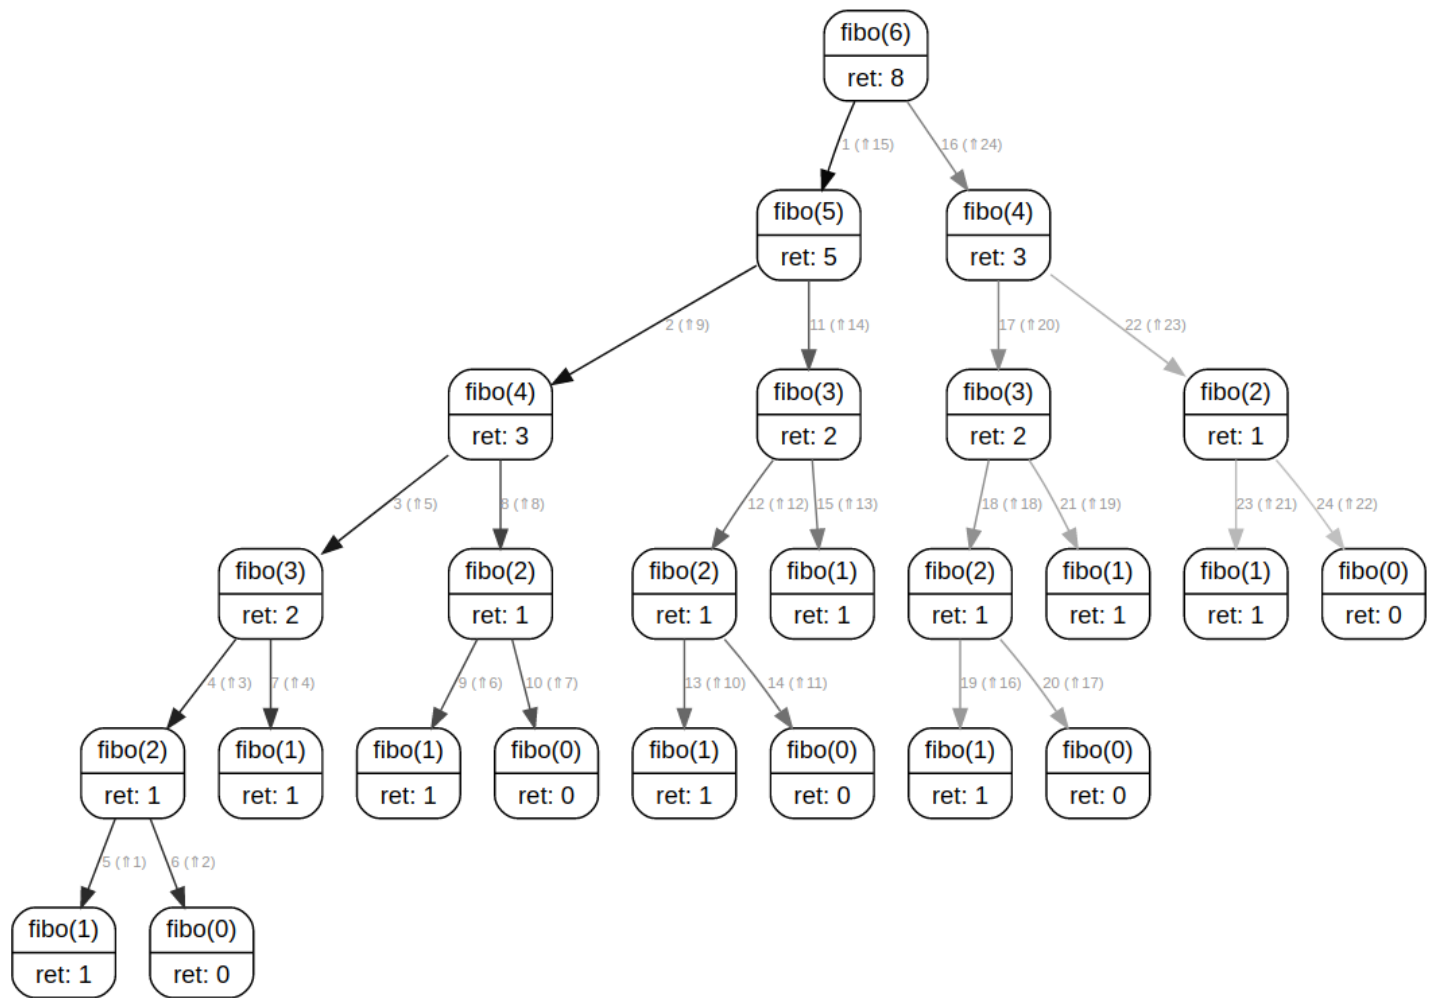 fibo(6)
ret: 8
1 (⇑15)
16 (⇑24)
fibo(5)
fibo(4)
ret: 5
ret: 3
2 (⇑9)
11 (⇑14)
17 (⇑20)
22 (⇑23)
fibo(4)
fibo(3)
fibo(3)
fibo(2)
ret: 3
ret: 2
ret: 2
ret: 1
3 (⇑5)
8 (⇑8)
12 (⇑12)
15 (⇑13)
18 (⇑18)
21 (⇑19)
23 (⇑21)
24 (⇑22)
fibo(3)
fibo(2)
fibo(2)
fibo(1)
fibo(2)
fibo(1)
fibo(1)
fibo(0)
ret: 2
ret: 1
ret: 1
ret: 1
ret: 1
ret: 1
ret: 1
ret: 0
4 (⇑3)
7 (⇑4)
9 (⇑6)
10 (⇑7)
13 (⇑10)
14 (⇑11)
19 (⇑16)
20 (⇑17)
fibo(2)
fibo(1)
fibo(1)
fibo(0)
fibo(1)
fibo(0)
fibo(1)
fibo(0)
ret: 1
ret: 1
ret: 1
ret: 0
ret: 1
ret: 0
ret: 1
ret: 0
5 (⇑1)
6 (⇑2)
fibo(1)
fibo(0)
ret: 1
ret: 0